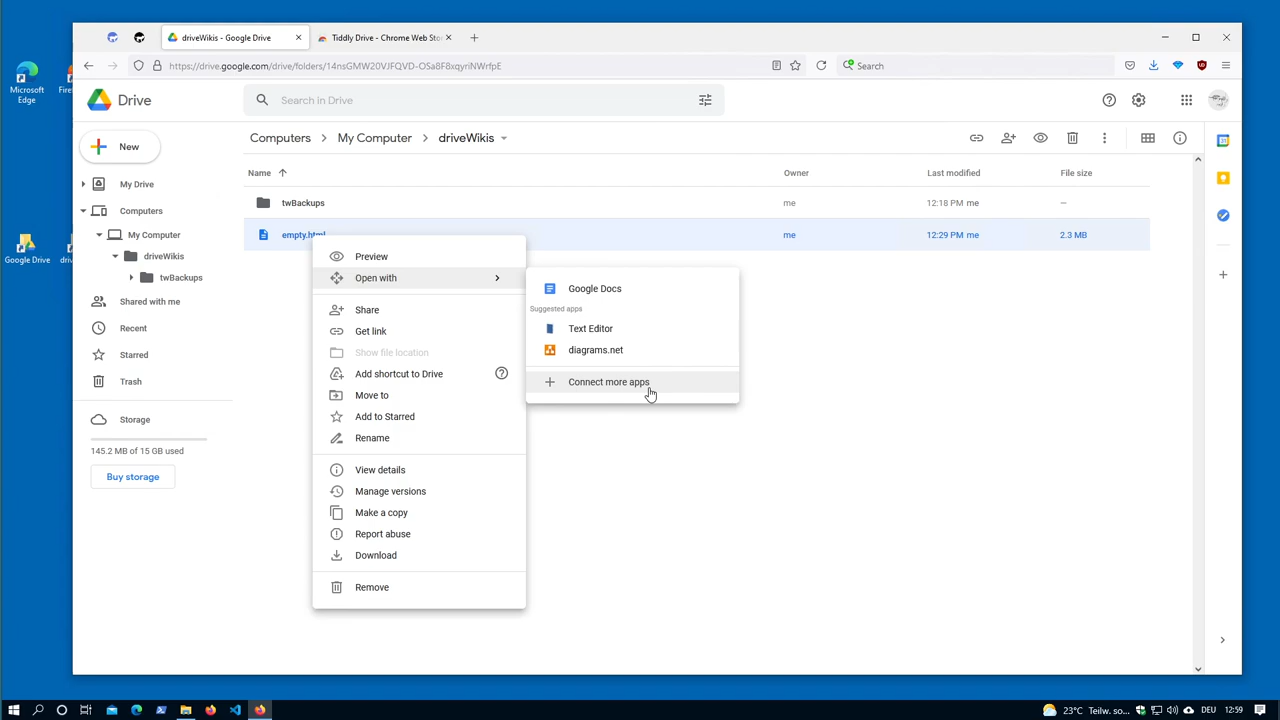 driveWikis - Google Drive
Tiddly Drive - Chrome Web Sto
https://drive.google.com/drive/folders/14nsGMW20VJFQVD-OSa8F8xqyriNWrfpE
Search
Microsoft Edge
Firef
Drive
Search in Drive
New
Computers
My Computer
driveWikis
Name
Owner
Last modified
File size
My Drive
twBackups
me
12:18 PM me
—
Computers
empty.html
me
12:29 PM me
2.3 MB
My Computer
Google Drive
driv
driveWikis
twBackups
Shared with me
Recent
Starred
Trash
Storage
145.2 MB of 15 GB used
Buy storage
Preview
Open with
Share
Get link
Show file location
Add shortcut to Drive
Move to
Add to Starred
Rename
View details
Manage versions
Make a copy
Report abuse
Download
Remove
Google Docs
Suggested apps
Text Editor
diagrams.net
Connect more apps
23°C Teilw. so...
DEU
12:59